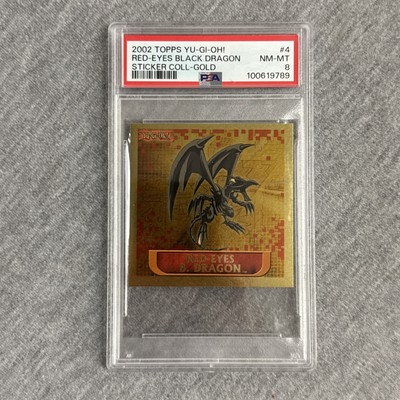 2002 TOPPS YU-GI-OH! #4
RED-EYES BLACK DRAGON NM-MT
STICKER COLL-GOLD 8
PSA 100619789
RED-EYES
B. DRAGON™